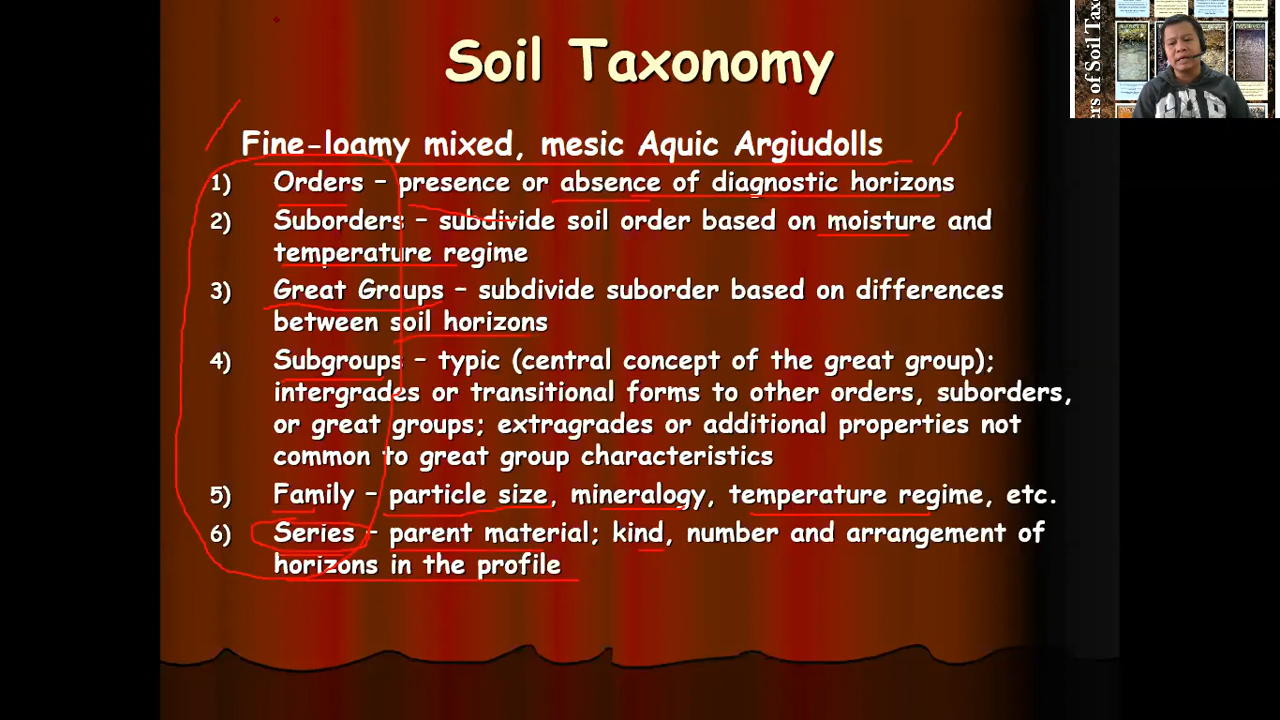 Soil Taxonomy
Fine-loamy mixed, mesic Aquic Argiudolls
1) Orders – presence or absence of diagnostic horizons
2) Suborders – subdivide soil order based on moisture and
temperature regime
3) Great Groups – subdivide suborder based on differences
between soil horizons
4) Subgroups – typic (central concept of the great group);
intergrades or transitional forms to other orders, suborders,
or great groups; extragrades or additional properties not
common to great group characteristics
5) Family – particle size, mineralogy, temperature regime, etc.
6) Series – parent material; kind, number and arrangement of
horizons in the profile
ers of Soil Tax